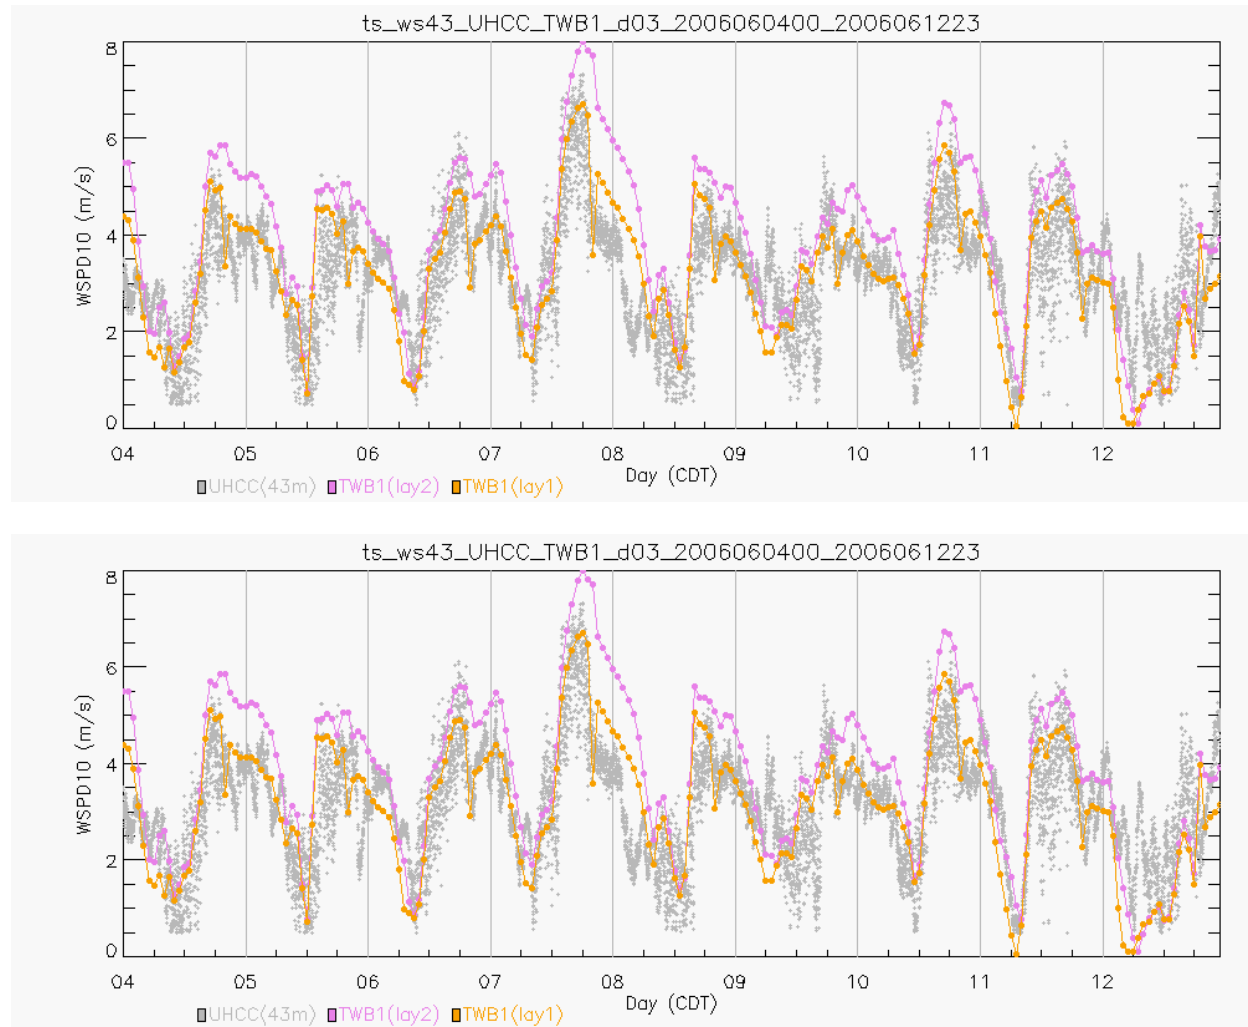 ts_ws43_UHCC_TWB1_d03_2006060400_2006061223
8
6
4
2
0
WSPD10 (m/s)
04 05 06 07 08 09 10 11 12
Day (CDT)
UHCC(43m) TWB1(lay2) TWB1(lay1)
ts_ws43_UHCC_TWB1_d03_2006060400_2006061223
8
6
4
2
0
WSPD10 (m/s)
04 05 06 07 08 09 10 11 12
Day (CDT)
UHCC(43m) TWB1(lay2) TWB1(lay1)